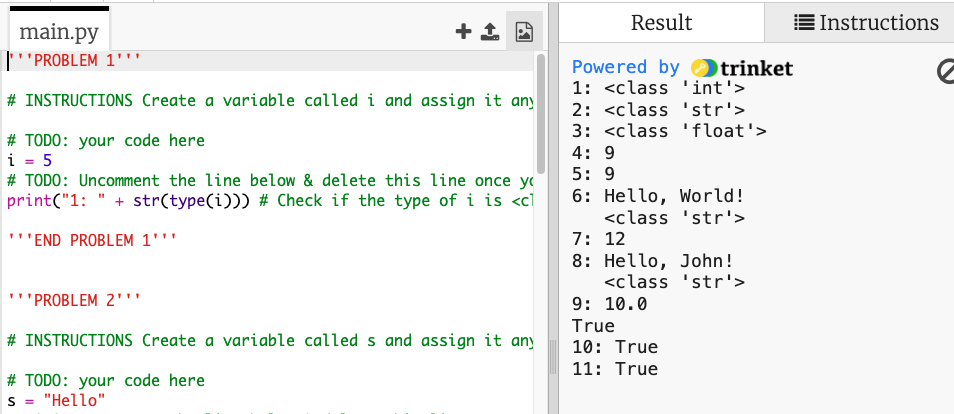 main.py
'''PROBLEM 1'''
# INSTRUCTIONS Create a variable called i and assign it any
# TODO: your code here
i = 5
# TODO: Uncomment the line below & delete this line once yo
print("1: " + str(type(i))) # Check if the type of i is <cl
'''END PROBLEM 1'''
'''PROBLEM 2'''
# INSTRUCTIONS Create a variable called s and assign it any
# TODO: your code here
s = "Hello"
Result
Instructions
Powered by trinket
1: <class 'int'>
2: <class 'str'>
3: <class 'float'>
4: 9
5: 9
6: Hello, World!
<class 'str'>
7: 12
8: Hello, John!
<class 'str'>
9: 10.0
True
10: True
11: True